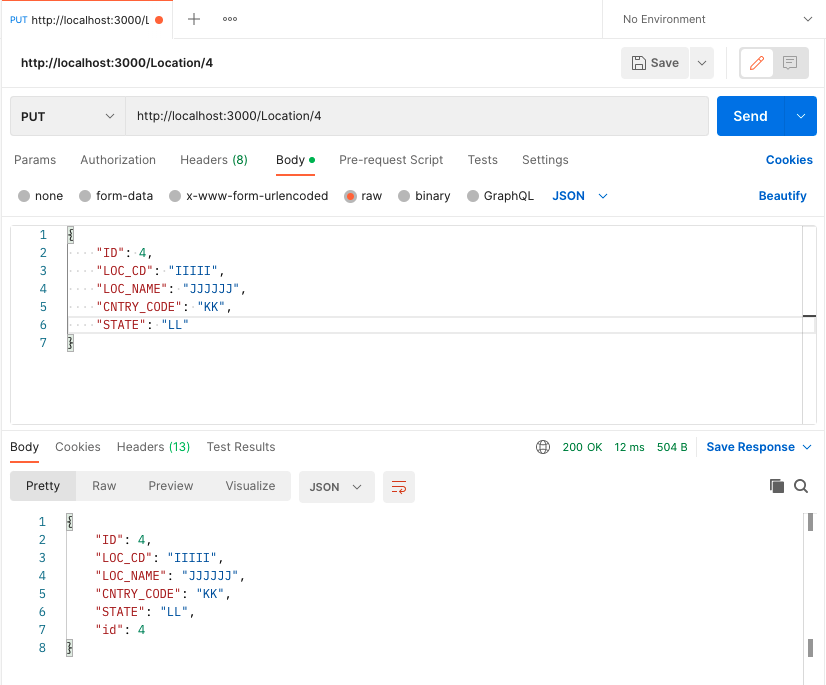 PUT http://localhost:3000/L
No Environment
http://localhost:3000/Location/4
Save
PUT http://localhost:3000/Location/4 Send
Params Authorization Headers (8) Body Pre-request Script Tests Settings Cookies
none form-data x-www-form-urlencoded raw binary GraphQL JSON Beautify
1 {
2 "ID": 4,
3 "LOC_CD": "IIIII",
4 "LOC_NAME": "JJJJJJ",
5 "CNTRY_CODE": "KK",
6 "STATE": "LL"
7 }
Body Cookies Headers (13) Test Results 200 OK 12 ms 504 B Save Response
Pretty Raw Preview Visualize JSON
1 {
2 "ID": 4,
3 "LOC_CD": "IIIII",
4 "LOC_NAME": "JJJJJJ",
5 "CNTRY_CODE": "KK",
6 "STATE": "LL",
7 "id": 4
8 }